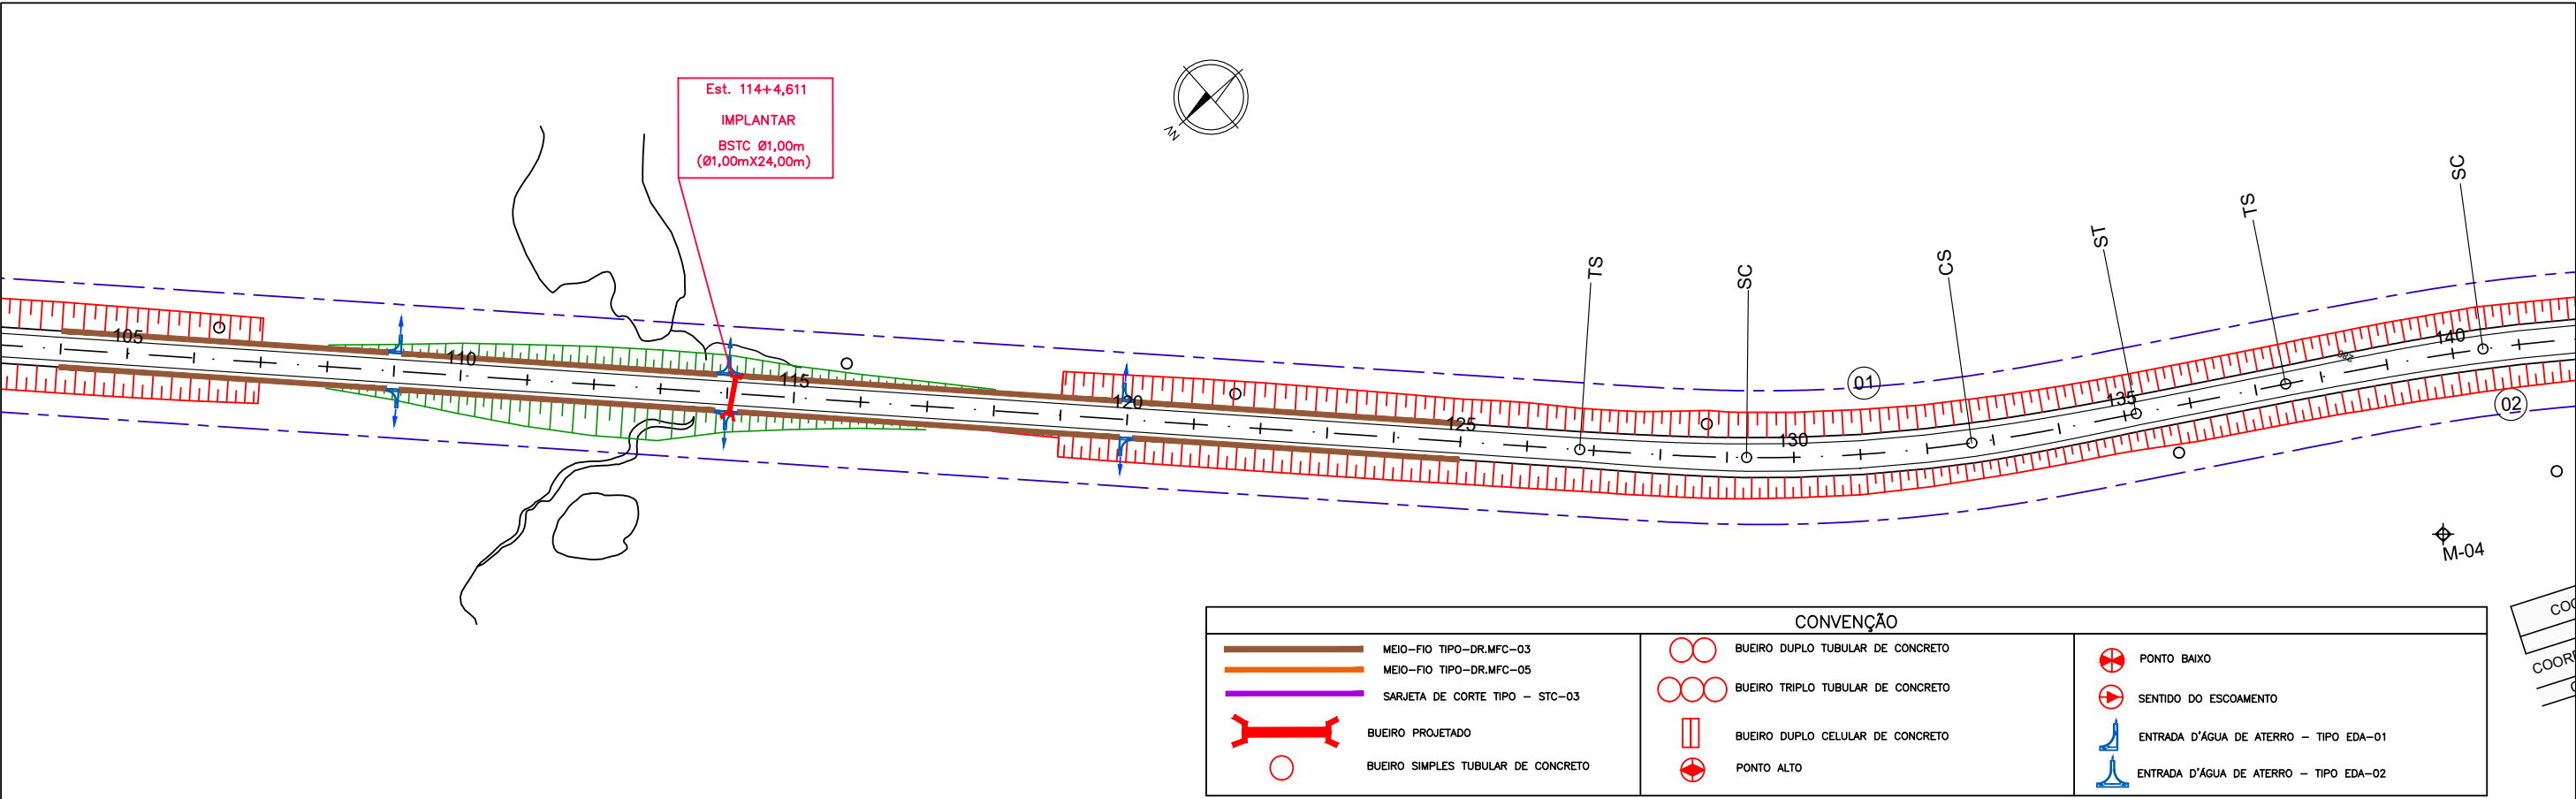 Est. 114+4,611
IMPLANTAR
BSTC Ø1,00m
(Ø1,00mX24,00m)
NV
105
110
115
120
125
130
135
140
TS
SC
CS
ST
TS
SC
01
02
M-04
CONVENÇÃO
MEIO-FIO TIPO-DR.MFC-03
MEIO-FIO TIPO-DR.MFC-05
SARJETA DE CORTE TIPO - STC-03
BUEIRO PROJETADO
BUEIRO SIMPLES TUBULAR DE CONCRETO
BUEIRO DUPLO TUBULAR DE CONCRETO
BUEIRO TRIPLO TUBULAR DE CONCRETO
BUEIRO DUPLO CELULAR DE CONCRETO
PONTO ALTO
PONTO BAIXO
SENTIDO DO ESCOAMENTO
ENTRADA D'ÁGUA DE ATERRO - TIPO EDA-01
ENTRADA D'ÁGUA DE ATERRO - TIPO EDA-02